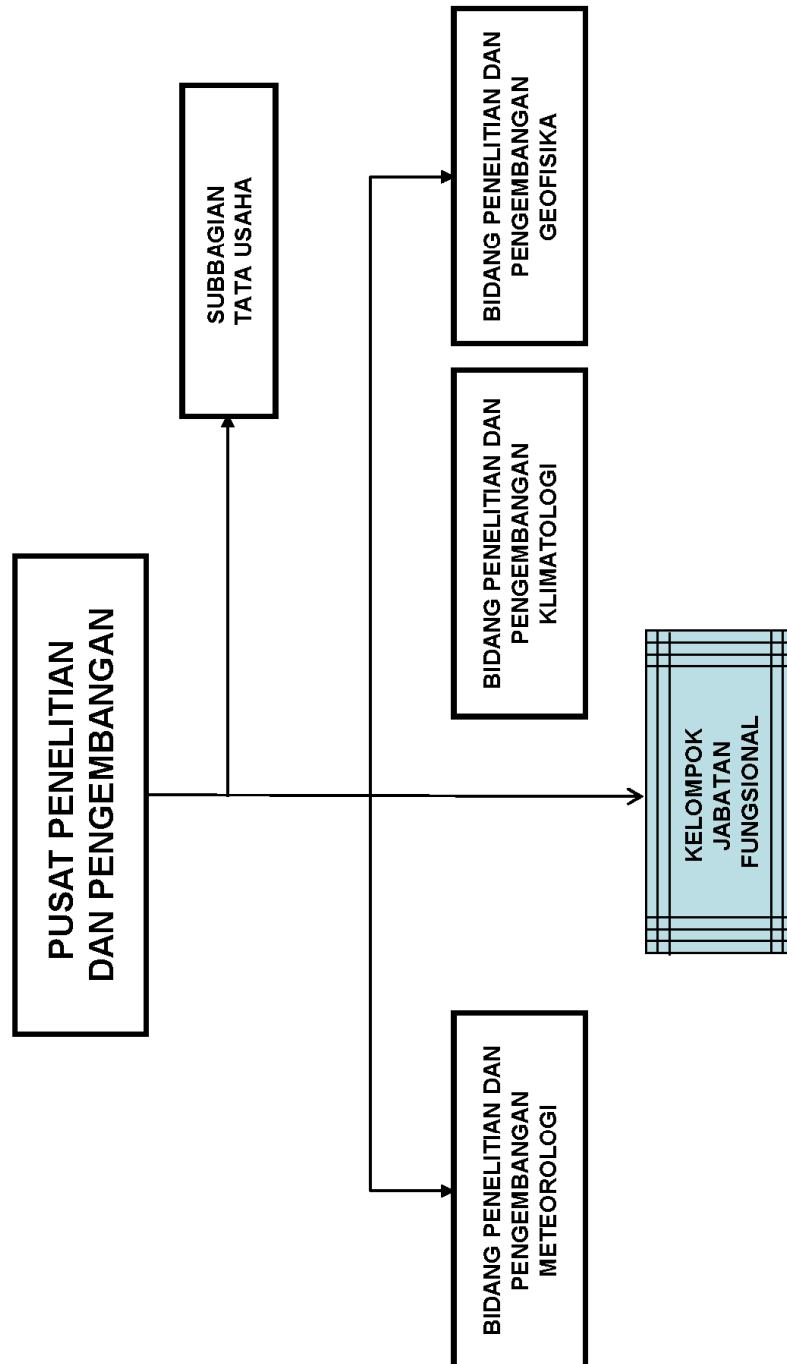 PUSAT PENELITIAN
DAN PENGEMBANGAN
SUBBAGIAN
TATA USAHA
BIDANG PENELITIAN DAN
PENGEMBANGAN
METEOROLOGI
BIDANG PENELITIAN DAN
PENGEMBANGAN
KLIMATOLOGI
BIDANG PENELITIAN DAN
PENGEMBANGAN
GEOFISIKA
KELOMPOK
JABATAN
FUNGSIONAL